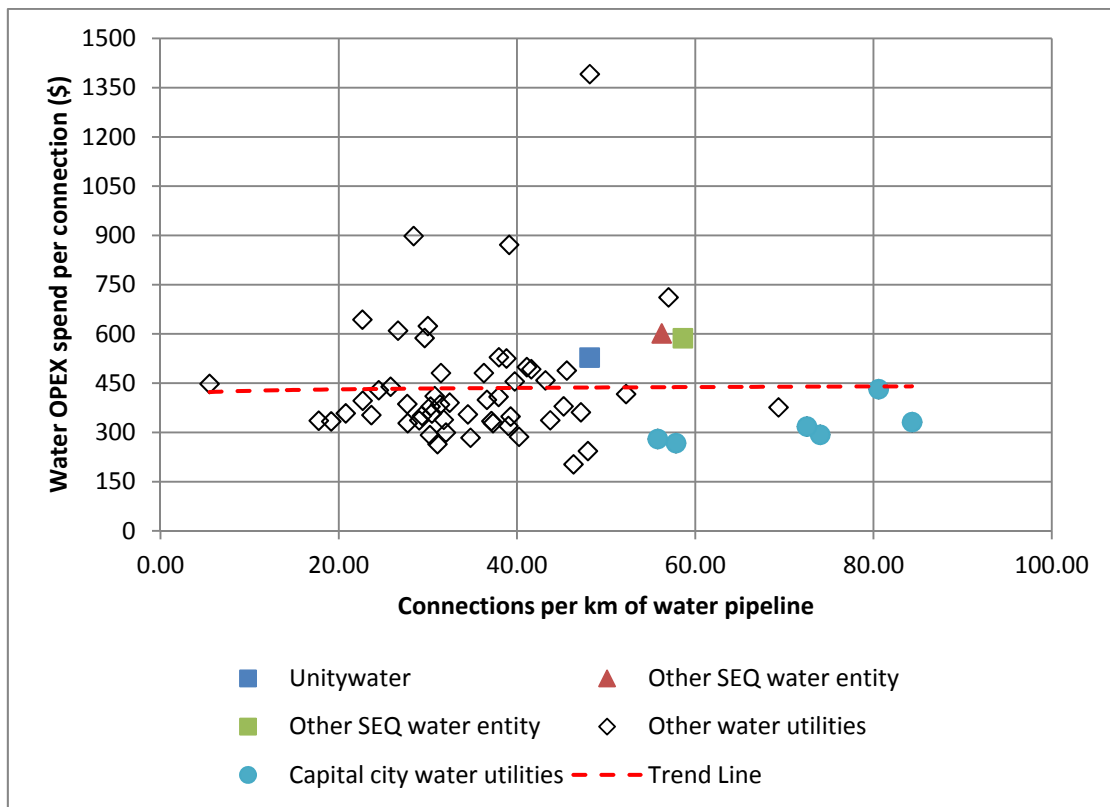 1500
1350
1200
1050
900
750
600
450
300
150
0
Water OPEX spend per connection ($)
0.00 20.00 40.00 60.00 80.00 100.00
Connections per km of water pipeline
Unitywater Other SEQ water entity
Other SEQ water entity Other water utilities
Capital city water utilities Trend Line